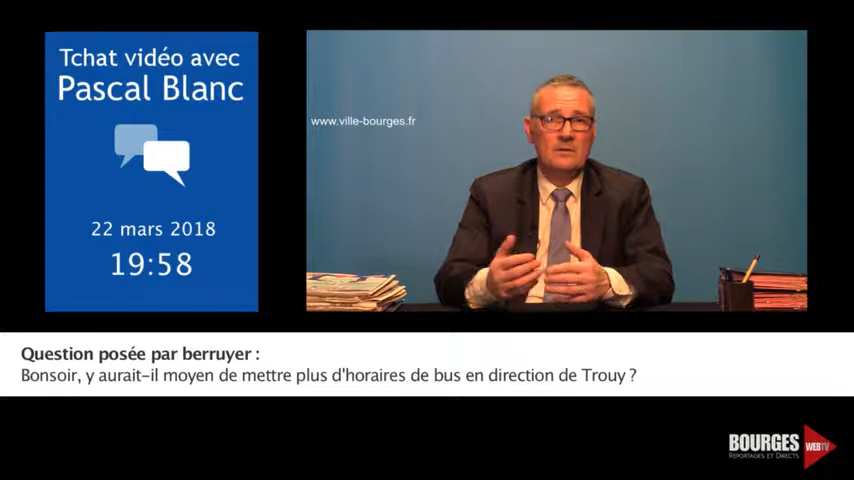 Tchat vidéo avec
Pascal Blanc
22 mars 2018
19:58
www.ville-bourges.fr
Question posée par berruyer :
Bonsoir, y aurait-il moyen de mettre plus d'horaires de bus en direction de Trouy ?
BOURGES
REPORTAGES ET DIRECTS
WEBTV